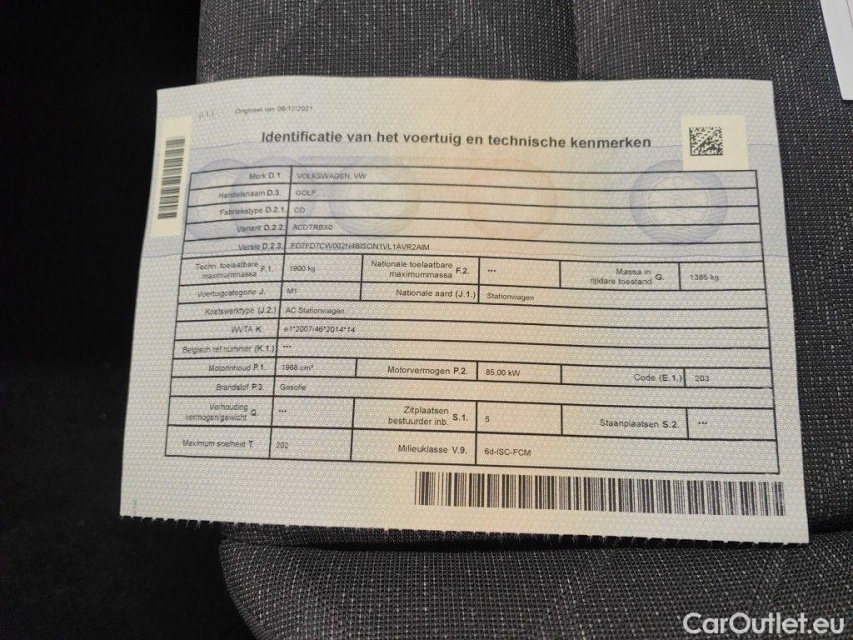 (J.1.) Origineel van 06/12/2021
Identificatie van het voertuig en technische kenmerken
Merk D.1. VOLKSWAGEN, VW
Handelsnaam D.3. GOLF
Fabriekstype D.2.1. CD
Variant D.2.2. ACDTRBX0
Versie D.2.3.
Techn. toelaatbare maximummassa F.1. 1900 kg Nationale toelaatbare maximummassa F.2. --- Massa in rijklare toestand G. 1385 kg
Voertuigcategorie J. M1 Nationale aard (J.1.) Stationwagen
Koetswerktype (J.2.) AC Stationwagen
WVTA K. e1*2007/46*2014*14
Belgisch ref nummer (K.1.) ---
Motorinhoud P.1. 1968 cm³ Motorvermogen P.2. 85.00 kW Code (E.1.) 203
Brandstof P.3. Gasolie
Verhouding vermogen/gewicht Q. --- Zitplaatsen bestuurder inb. S.1. 5 Staanplaatsen S.2. ---
Maximum snelheid T. 202 Milieuklasse V.9. 6d-ISC-FCM
CarOutlet.eu